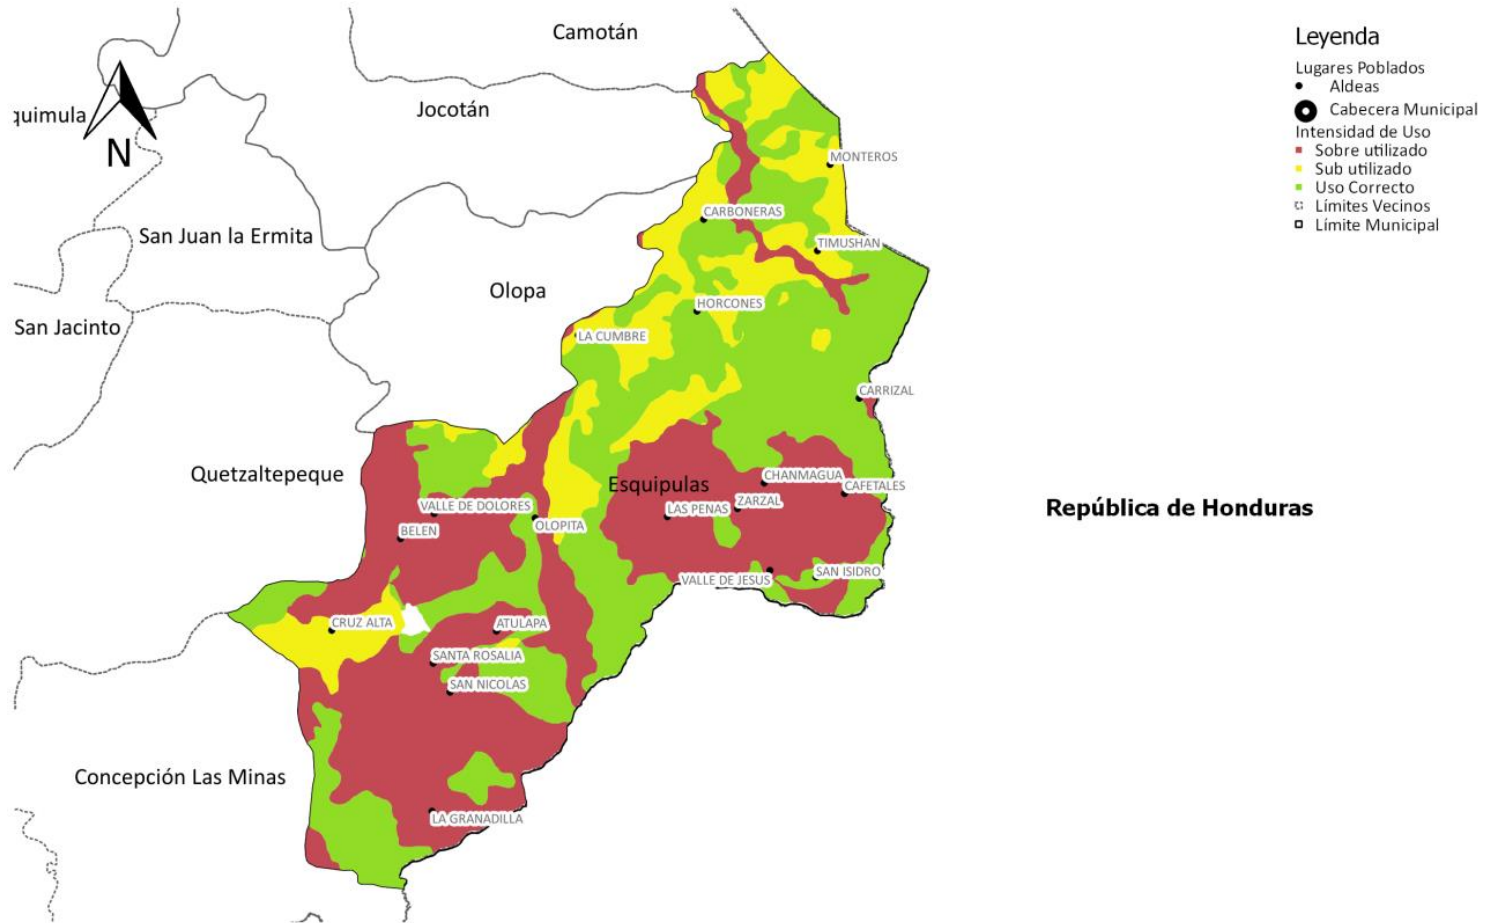 Camotán
Leyenda
Lugares Poblados
Aldeas
Cabecera Municipal
Intensidad de Uso
Sobre utilizado
Sub utilizado
Uso Correcto
Límites Vecinos
Límite Municipal
quimula
N
Jocotán
MONTEROS
CARBONERAS
San Juan la Ermita
TIMUSHAN
Olopa
HORCONES
San Jacinto
LA CUMBRE
CARRIZAL
Quetzaltepeque
Esquipulas
CHANMAGUA
CAFETALES
VALLE DE DOLORES
LAS PENAS
ZARZAL
República de Honduras
OLOPITA
BELEN
VALLE DE JESUS
SAN ISIDRO
CRUZ ALTA
ATULAPA
SANTA ROSALIA
SAN NICOLAS
Concepción Las Minas
LA GRANADILLA